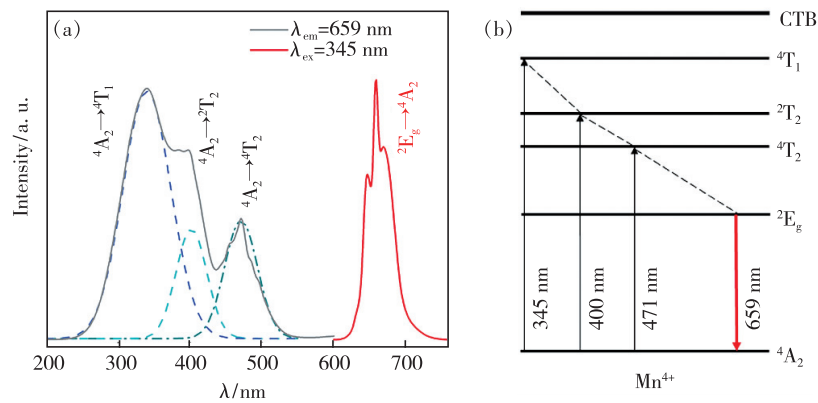 (a)
λem=659 nm
λex=345 nm
⁴A₂→⁴T₁
⁴A₂→²T₂
⁴A₂→⁴T₂
²Eg→⁴A₂
Intensity/a. u.
200 300 400 500 600 700
λ/nm
(b)
CTB
⁴T₁
²T₂
⁴T₂
²Eg
345 nm
400 nm
471 nm
659 nm
⁴A₂
Mn⁴⁺